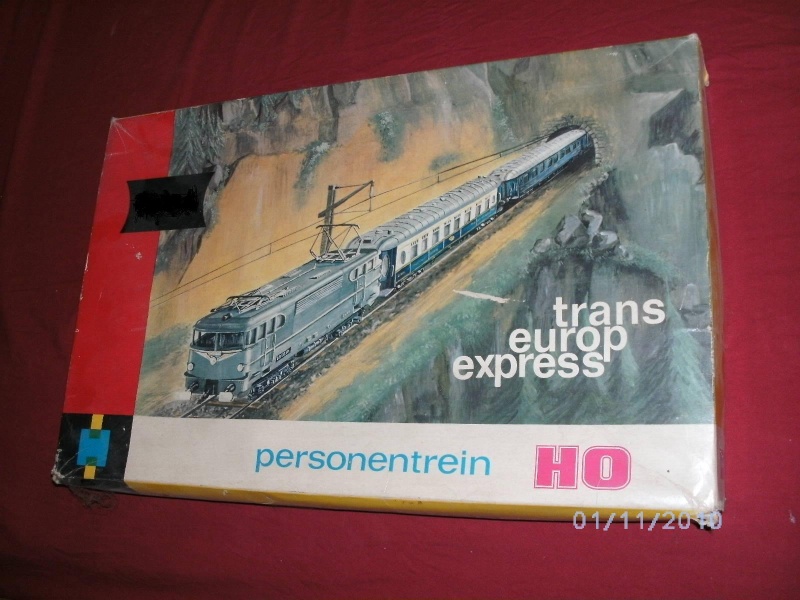 trans
europ
express
personentrein HO
01/11/2010